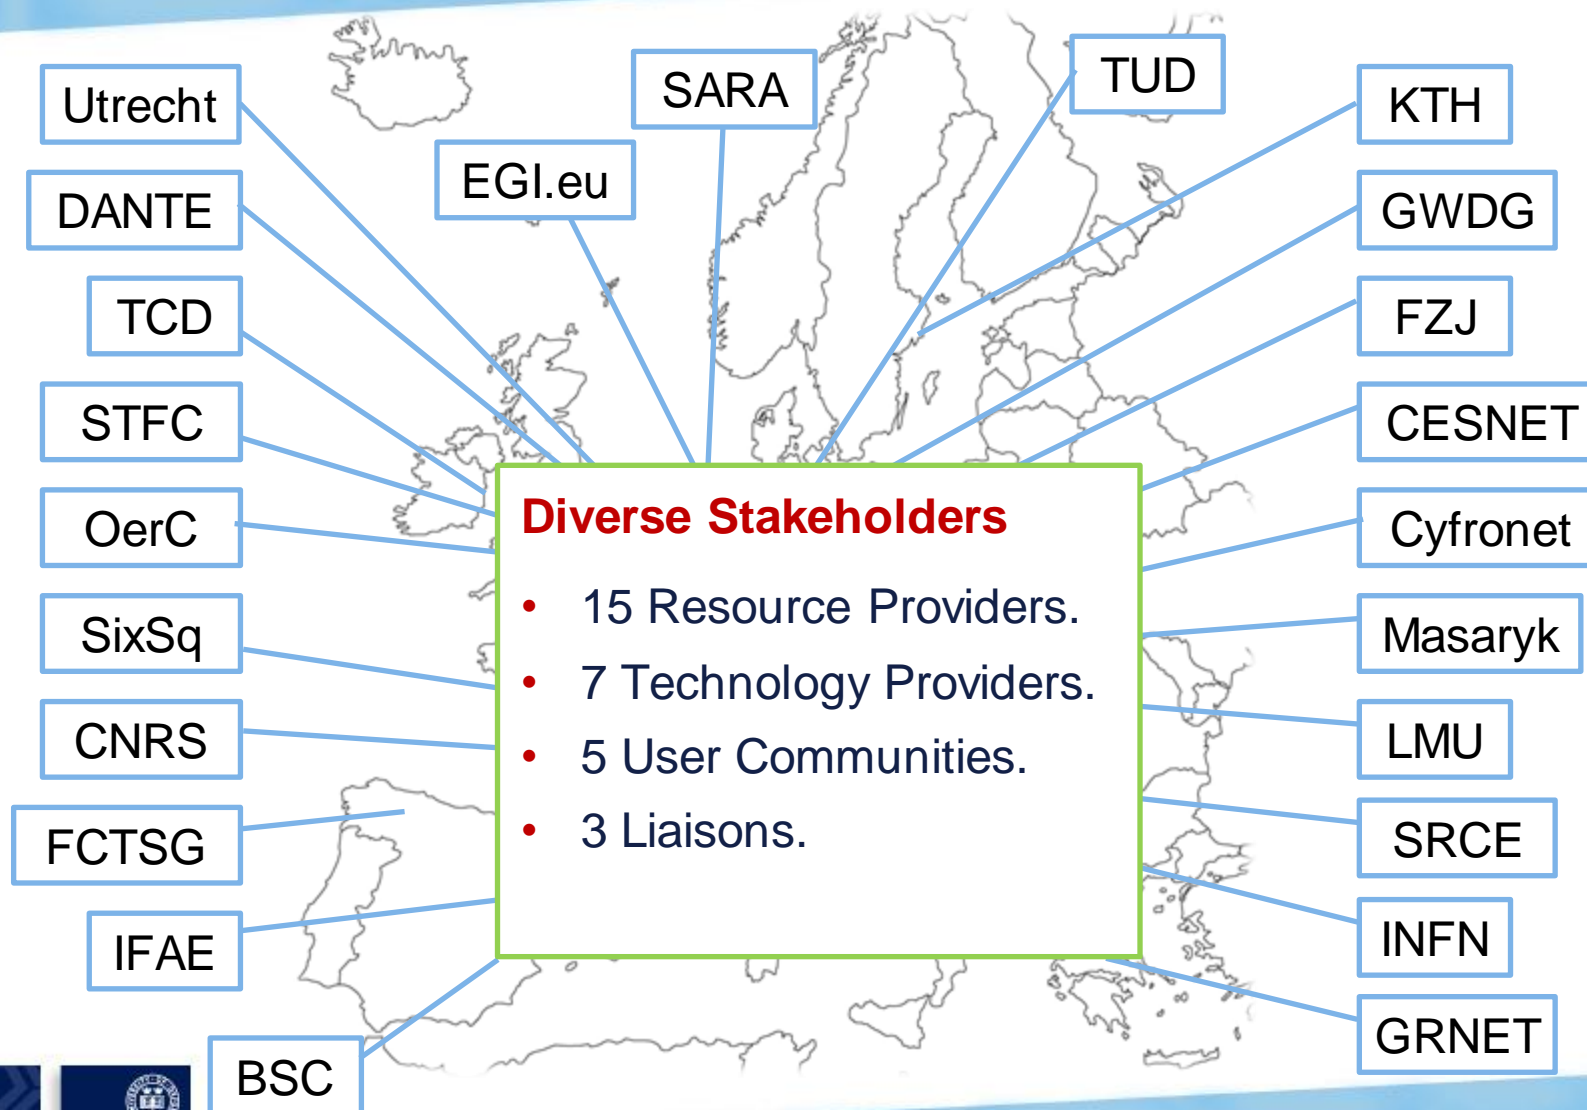 SARA
TUD
Utrecht
KTH
EGI.eu
DANTE
GWDG
TCD
FZJ
STFC
CESNET
OerC
Cyfronet
SixSq
Masaryk
CNRS
LMU
FCTSG
SRCE
IFAE
INFN
BSC
GRNET
Diverse Stakeholders
• 15 Resource Providers.
• 7 Technology Providers.
• 5 User Communities.
• 3 Liaisons.